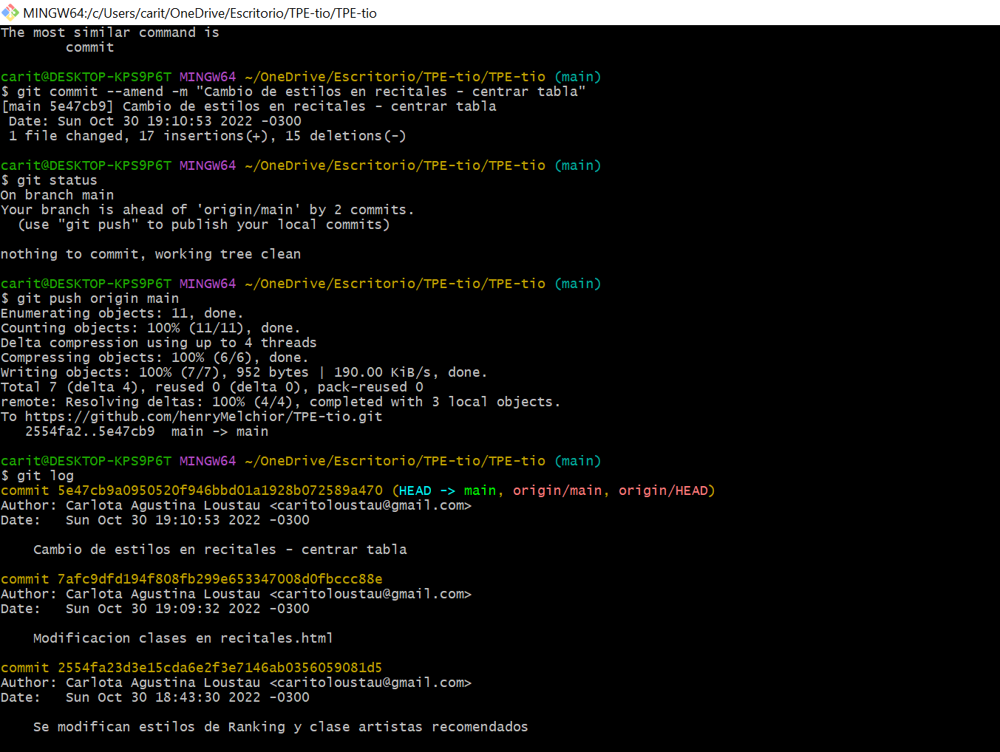 MINGW64:/c/Users/carit/OneDrive/Escritorio/TPE-tio/TPE-tio
The most similar command is
        commit
carit@DESKTOP-KPS9P6T MINGW64 ~/OneDrive/Escritorio/TPE-tio/TPE-tio (main)
$ git commit --amend -m "Cambio de estilos en recitales - centrar tabla"
[main 5e47cb9] Cambio de estilos en recitales - centrar tabla
 Date: Sun Oct 30 19:10:53 2022 -0300
 1 file changed, 17 insertions(+), 15 deletions(-)
carit@DESKTOP-KPS9P6T MINGW64 ~/OneDrive/Escritorio/TPE-tio/TPE-tio (main)
$ git status
On branch main
Your branch is ahead of 'origin/main' by 2 commits.
  (use "git push" to publish your local commits)
nothing to commit, working tree clean
carit@DESKTOP-KPS9P6T MINGW64 ~/OneDrive/Escritorio/TPE-tio/TPE-tio (main)
$ git push origin main
Enumerating objects: 11, done.
Counting objects: 100% (11/11), done.
Delta compression using up to 4 threads
Compressing objects: 100% (6/6), done.
Writing objects: 100% (7/7), 952 bytes | 190.00 KiB/s, done.
Total 7 (delta 4), reused 0 (delta 0), pack-reused 0
remote: Resolving deltas: 100% (4/4), completed with 3 local objects.
To https://github.com/henryMelchior/TPE-tio.git
   2554fa2..5e47cb9  main -> main
carit@DESKTOP-KPS9P6T MINGW64 ~/OneDrive/Escritorio/TPE-tio/TPE-tio (main)
$ git log
commit 5e47cb9a0950520f946bbd01a1928b072589a470 (HEAD -> main, origin/main, origin/HEAD)
Author: Carlota Agustina Loustau <caritoloustau@gmail.com>
Date:   Sun Oct 30 19:10:53 2022 -0300
    Cambio de estilos en recitales - centrar tabla
commit 7afc9dfd194f808fb299e653347008d0fbccc88e
Author: Carlota Agustina Loustau <caritoloustau@gmail.com>
Date:   Sun Oct 30 19:09:32 2022 -0300
    Modificacion clases en recitales.html
commit 2554fa23d3e15cda6e2f3e7146ab0356059081d5
Author: Carlota Agustina Loustau <caritoloustau@gmail.com>
Date:   Sun Oct 30 18:43:30 2022 -0300
    Se modifican estilos de Ranking y clase artistas recomendados